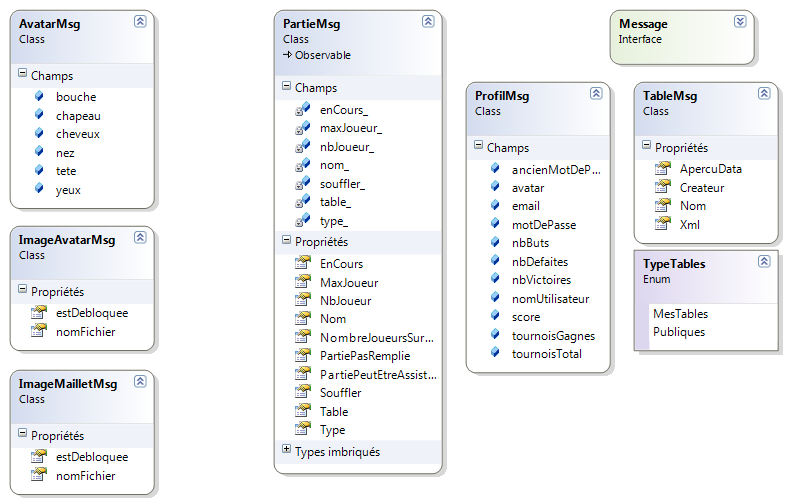 AvatarMsg
Class
Champs
bouche
chapeau
cheveux
nez
tete
yeux
ImageAvatarMsg
Class
Propriétés
estDebloquee
nomFichier
ImageMailletMsg
Class
Propriétés
estDebloquee
nomFichier
PartieMsg
Class
Observable
Champs
enCours_
maxJoueur_
nbJoueur_
nom_
souffler_
table_
type_
Propriétés
EnCours
MaxJoueur
NbJoueur
Nom
NombreJoueursSur...
PartiePasRemplie
PartiePeutEtreAssist...
Souffler
Table
Type
Types imbriqués
ProfilMsg
Class
Champs
ancienMotDeP...
avatar
email
motDePasse
nbButs
nbDefaites
nbVictoires
nomUtilisateur
score
tournoisGagnes
tournoisTotal
Message
Interface
TableMsg
Class
Propriétés
ApercuData
Createur
Nom
Xml
TypeTables
Enum
MesTables
Publiques